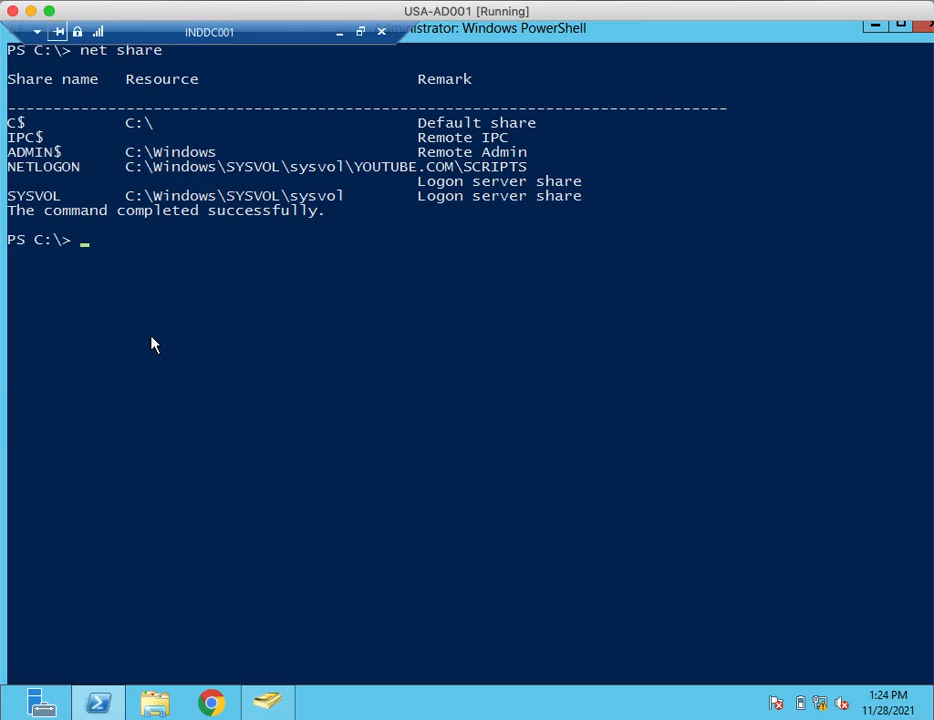 USA-AD001 [Running]
INDDC001
ministrator: Windows PowerShell
PS C:\> net share
Share name Resource Remark
-------------------------------------------------------------------------------
C$ C:\ Default share
IPC$ Remote IPC
ADMIN$ C:\Windows Remote Admin
NETLOGON C:\Windows\SYSVOL\sysvol\YOUTUBE.COM\SCRIPTS
Logon server share
SYSVOL C:\Windows\SYSVOL\sysvol Logon server share
The command completed successfully.
PS C:\> _
1:24 PM
11/28/2021